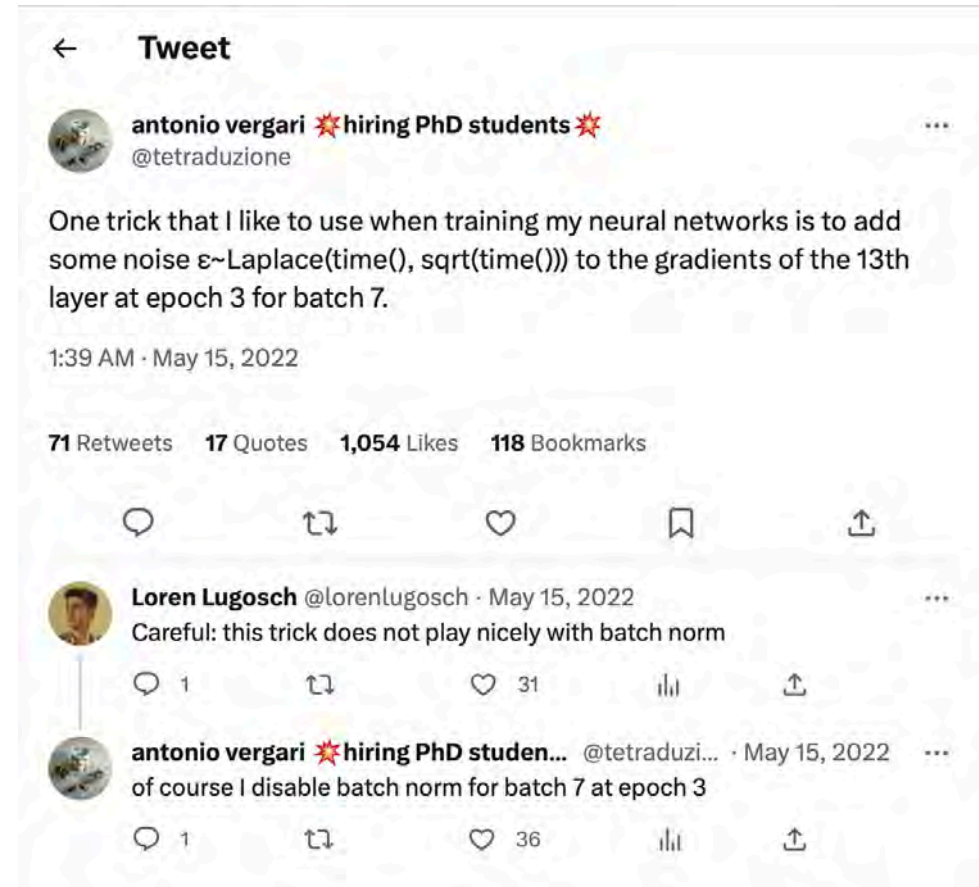 ← Tweet
antonio vergari 💥hiring PhD students💥
@tetraduzione
One trick that I like to use when training my neural networks is to add
some noise ε~Laplace(time(), sqrt(time())) to the gradients of the 13th
layer at epoch 3 for batch 7.
1:39 AM · May 15, 2022
71 Retweets 17 Quotes 1,054 Likes 118 Bookmarks
Loren Lugosch @lorenlugosch · May 15, 2022
Careful: this trick does not play nicely with batch norm
1 31
antonio vergari 💥hiring PhD studen... @tetraduzi... · May 15, 2022
of course I disable batch norm for batch 7 at epoch 3
1 36